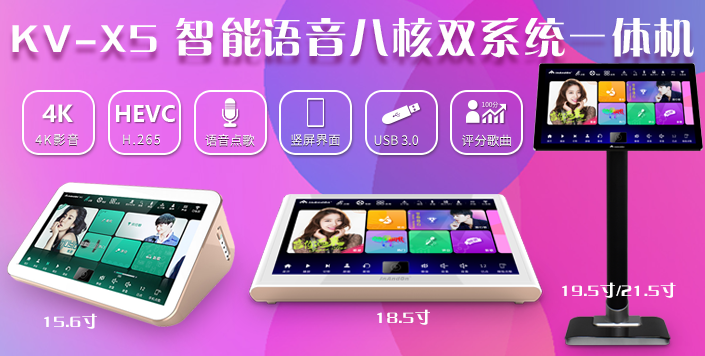 KV-X5 智能语音八核双系统一体机
4K
4K影音
HEVC
H.265
语音点歌
竖屏界面
USB 3.0
100分
评分歌曲
15.6寸
18.5寸
19.5寸/21.5寸